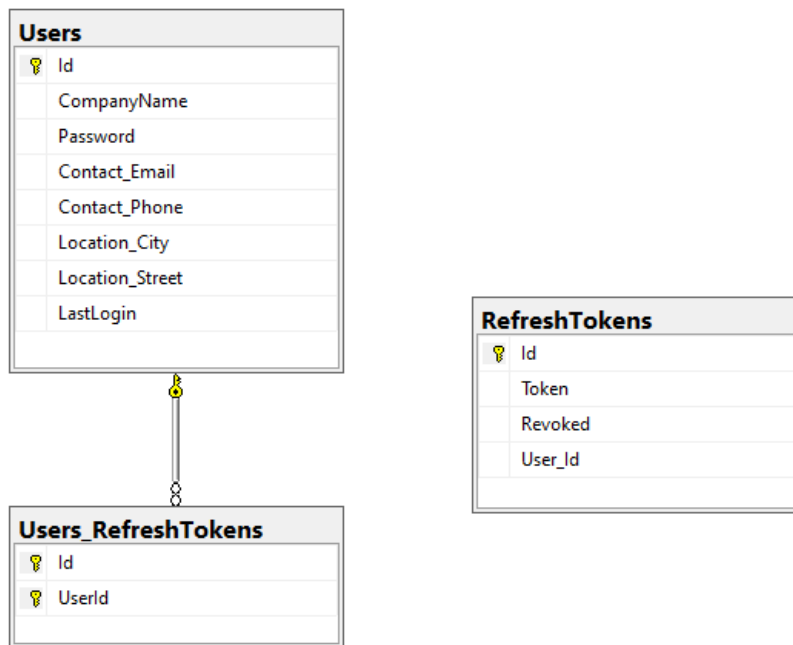 Users
Id
CompanyName
Password
Contact_Email
Contact_Phone
Location_City
Location_Street
LastLogin
RefreshTokens
Id
Token
Revoked
User_Id
Users_RefreshTokens
Id
UserId